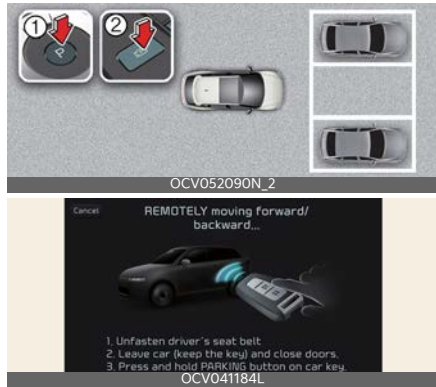 1
2
P
OCV052090N_2
Cancel
REMOTELY moving forward/
backward...
1. Unfasten driver's seat belt
2. Leave car (keep the key) and close doors.
3. Press and hold PARKING button on car key.
OCV041184L